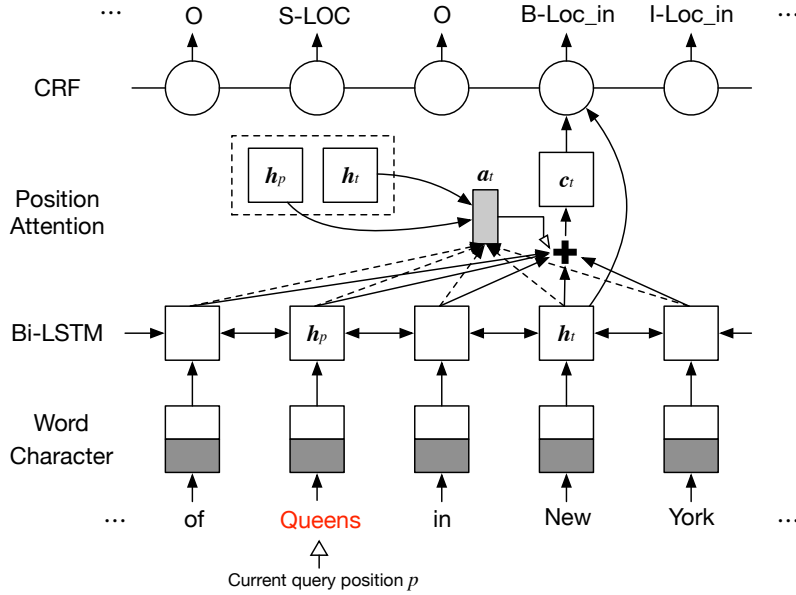 ... O S-LOC O B-Loc_in I-Loc_in ...
CRF
h_p h_t a_t c_t
Position
Attention
Bi-LSTM h_p h_t
Word
Character
... of Queens in New York ...
Current query position p